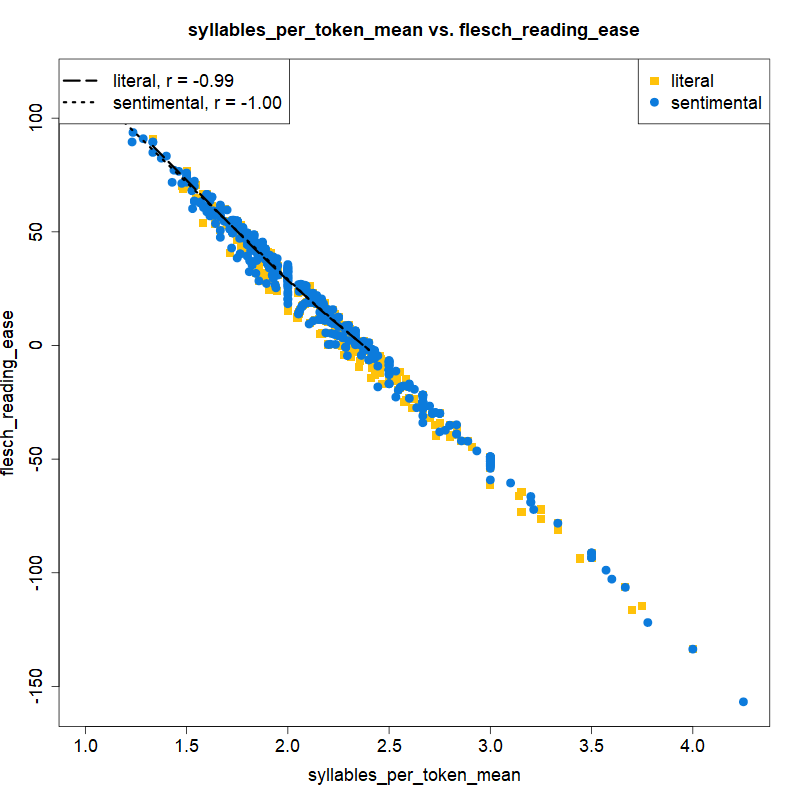 syllables_per_token_mean vs. flesch_reading_ease
literal, r = -0.99
sentimental, r = -1.00
literal
sentimental
100
50
0
-50
-100
-150
flesch_reading_ease
1.0 1.5 2.0 2.5 3.0 3.5 4.0
syllables_per_token_mean